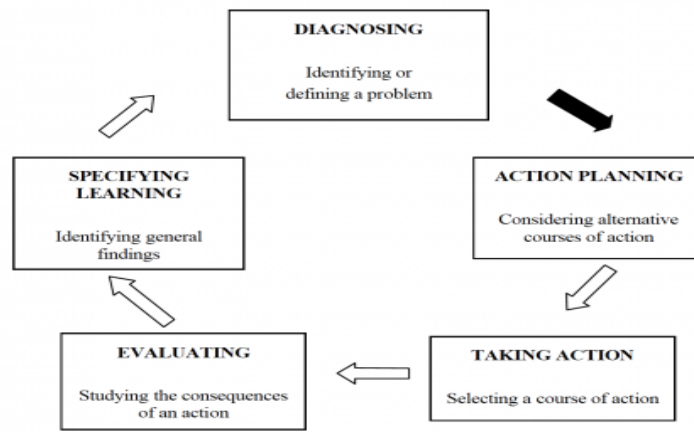 DIAGNOSING
Identifying or
defining a problem
ACTION PLANNING
Considering alternative
courses of action
TAKING ACTION
Selecting a course of action
EVALUATING
Studying the consequences
of an action
SPECIFYING
LEARNING
Identifying general
findings